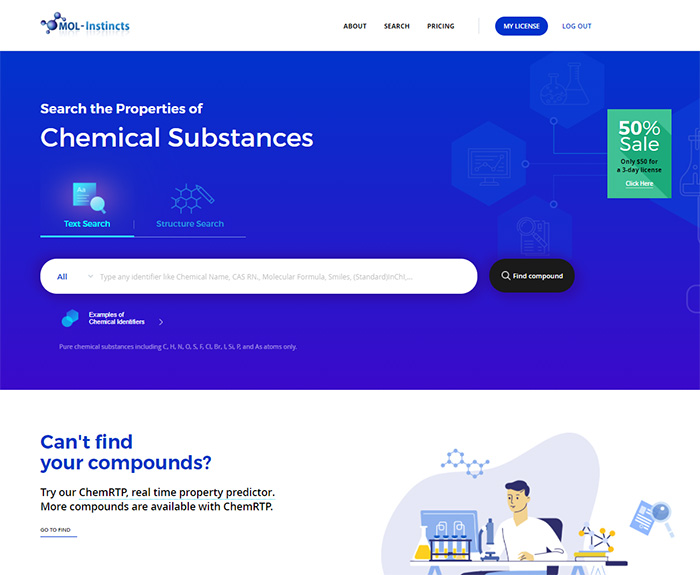 MOL-Instincts
ABOUT
SEARCH
PRICING
MY LICENSE
LOG OUT
Search the Properties of
Chemical Substances
50%
Sale
Only $50 for
a 3-day license
Click Here
Aa
Text Search
Structure Search
All
Type any identifier like Chemical Name, CAS RN., Molecular Formula, Smiles, (Standard)InChI,...
Find compound
Examples of
Chemical Identifiers
Pure chemical substances including C, H, N, O, S, F, Cl, Br, I, Si, P, and As atoms only.
Can't find
your compounds?
Try our ChemRTP, real time property predictor.
More compounds are available with ChemRTP.
GO TO FIND